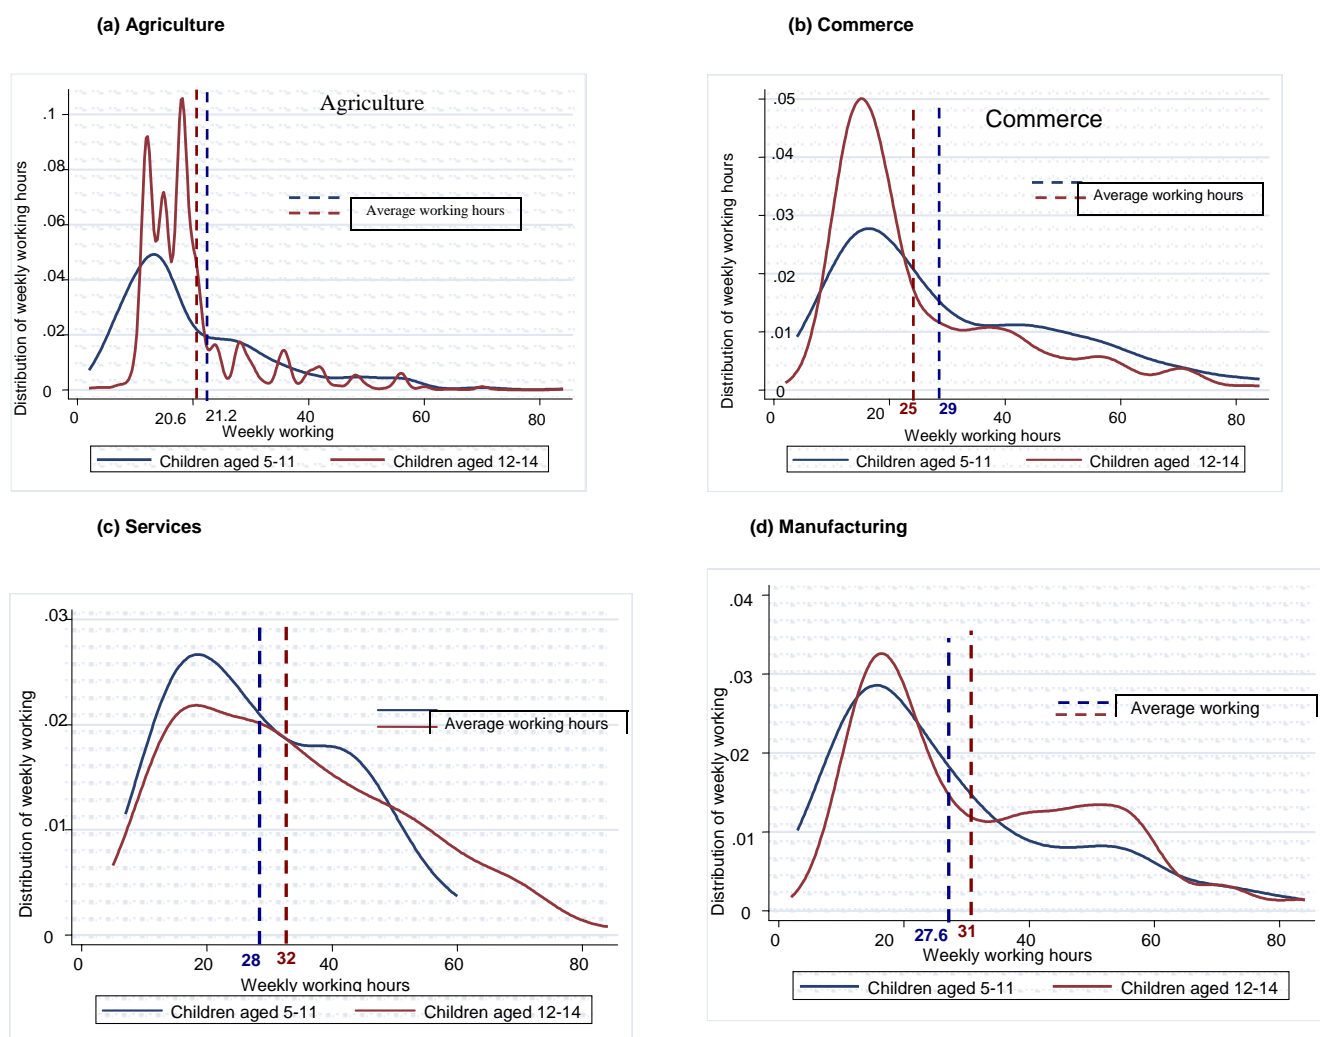 (a) Agriculture
(b) Commerce
Agriculture
Distribution of weekly working hours
.1
.08
.06
.04
.02
0
Average working hours
0
20.6
21.2
40
60
80
Weekly working
Children aged 5-11
Children aged 12-14
Commerce
Distribution of weekly working hours
.05
.04
.03
.02
.01
0
Average working hours
0
20
25
29
40
60
80
Weekly working hours
Children aged 5-11
Children aged 12-14
(c) Services
(d) Manufacturing
Distribution of weekly working
.03
.02
.01
0
Average working hours
0
20
28
32
40
60
80
Weekly working hours
Children aged 5-11
Children aged 12-14
Distribution of weekly working
.04
.03
.02
.01
0
Average working
0
20
27.6
31
40
60
80
Weekly working hours
Children aged 5-11
Children aged 12-14